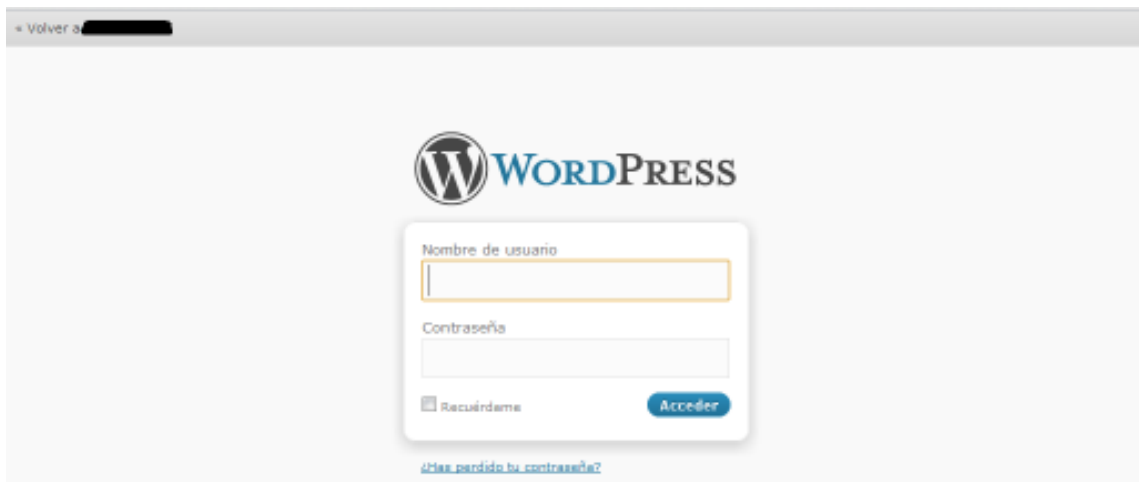 « Volver a
WORDPRESS
Nombre de usuario
Contraseña
Recuérdame
Acceder
¿Has perdido tu contraseña?